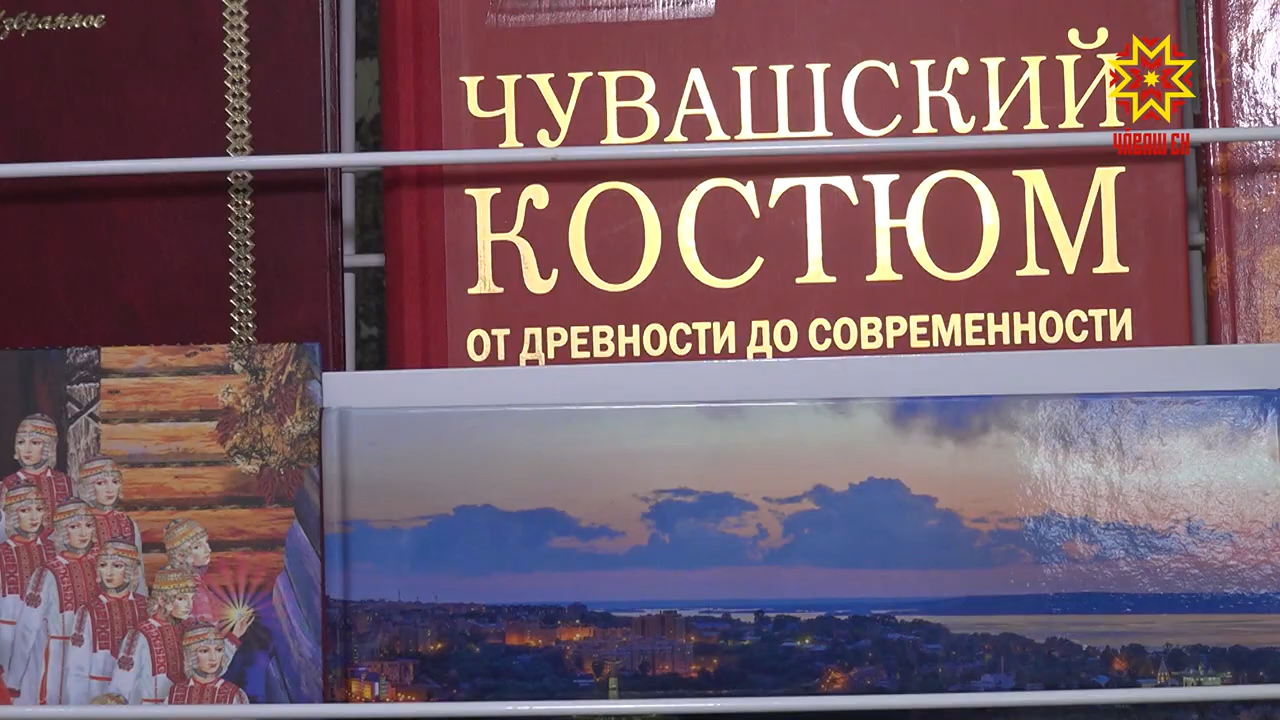 Избранное
ЧУВАШСКИЙ
ЧӐВАШ ЕН
КОСТЮМ
ОТ ДРЕВНОСТИ ДО СОВРЕМЕННОСТИ